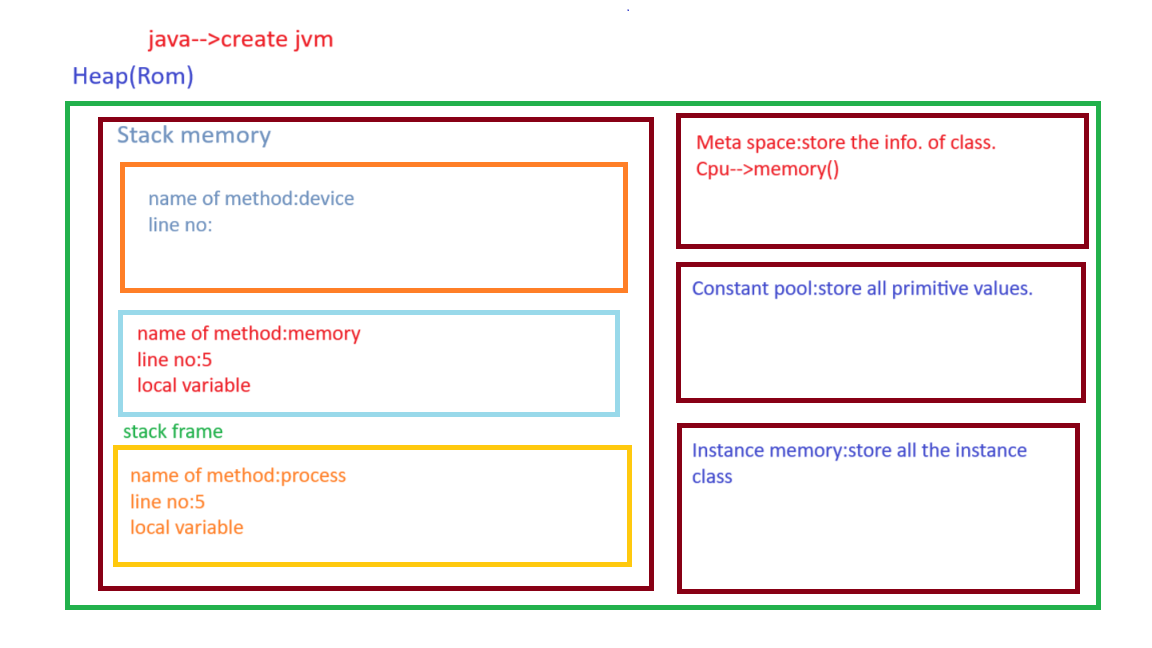 java-->create jvm
Heap(Rom)
Stack memory
name of method:device
line no:
name of method:memory
line no:5
local variable
stack frame
name of method:process
line no:5
local variable
Meta space:store the info. of class.
Cpu-->memory()
Constant pool:store all primitive values.
Instance memory:store all the instance
class